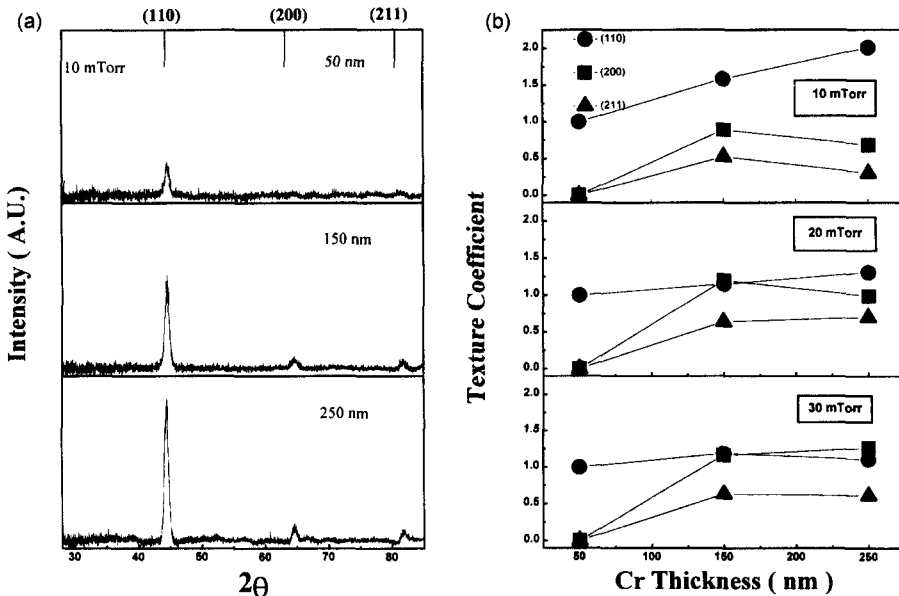 (a)
(110) (200) (211)
10 mTorr 50 nm
150 nm
250 nm
Intensity ( A.U. )
30 40 50 60 70 80
2θ
(b)
(110)
(200)
(211)
10 mTorr
2.0
1.5
1.0
0.5
0.0
20 mTorr
2.0
1.5
1.0
0.5
0.0
30 mTorr
2.0
1.5
1.0
0.5
0.0
Texture Coefficient
50 100 150 200 250
Cr Thickness ( nm )